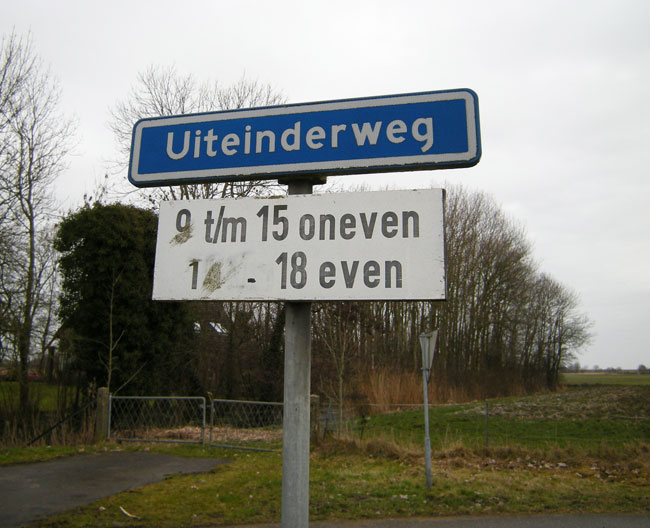 Uiteinderweg
9 t/m 15 oneven
- 18 even